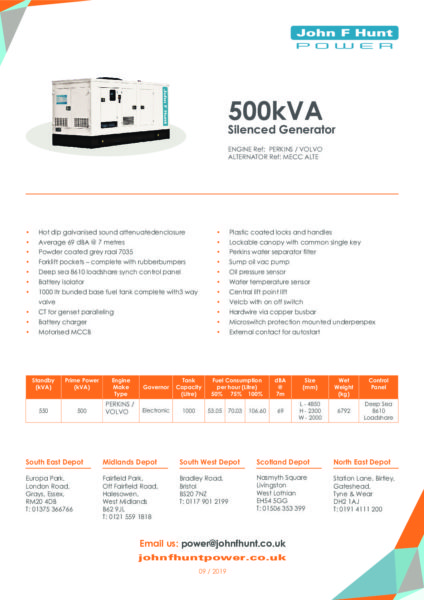 John F Hunt
POWER
500kVA
Silenced Generator
ENGINE Ref: PERKINS / VOLVO
ALTERNATOR Ref: MECC ALTE
• Hot dip galvanised sound attenuatedenclosure
• Average 69 dBA @ 7 metres
• Powder coated grey raal 7035
• Forklift pockets – complete with rubberbumpers
• Deep sea 8610 loadshare synch control panel
• Battery isolator
• 1000 ltr bunded base fuel tank complete with3 way
valve
• CT for genset paralleling
• Battery charger
• Motorised MCCB
• Plastic coated locks and handles
• Lockable canopy with common single key
• Perkins water separator filter
• Sump oil vac pump
• Oil pressure sensor
• Water temperature sensor
• Central lift point lift
• Velcb with on off switch
• Hardwire via copper busbar
• Microswitch protection mounted underperspex
• External contact for autostart
Standby (kVA) Prime Power (kVA) Engine Make Type Governor Tank Capacity (Litre) Fuel Consumption per hour (Litre) 50% 75% 100% dBA @ 7m Size (mm) Wet Weight (kg) Control Panel
550 500 PERKINS / VOLVO Electronic 1000 53.05 70.03 106.60 69 L - 4850 H - 2300 W - 2000 6792 Deep Sea 8610 Loadshare
South East Depot
Europa Park,
London Road,
Grays, Essex,
RM20 4DB
T: 01375 366766
Midlands Depot
Fairfield Park,
Off Fairfield Road,
Halesowen,
West Midlands
B62 9JL
T: 0121 559 1818
South West Depot
Bradley Road,
Bristol
BS20 7NZ
T: 0117 901 2199
Scotland Depot
Nasmyth Square
Livingston
West Lothian
EH54 5GG
T: 01506 353 399
North East Depot
Station Lane, Birtley,
Gateshead,
Tyne & Wear
DH2 1AJ
T: 0191 4111 200
Email us: power@johnfhunt.co.uk
johnfhuntpower.co.uk
09 / 2019